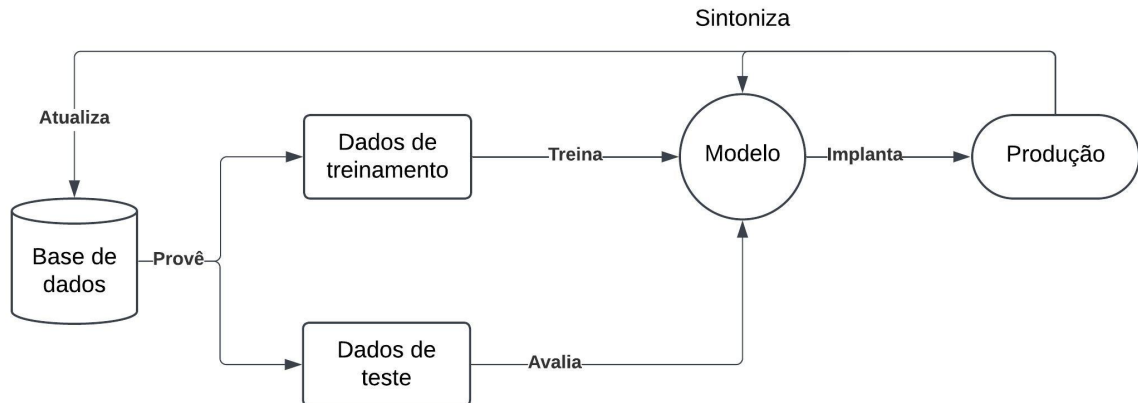 Sintoniza
Atualiza
Dados de
treinamento
Treina
Modelo
Implanta
Produção
Base de
dados
Provê
Dados de
teste
Avalia